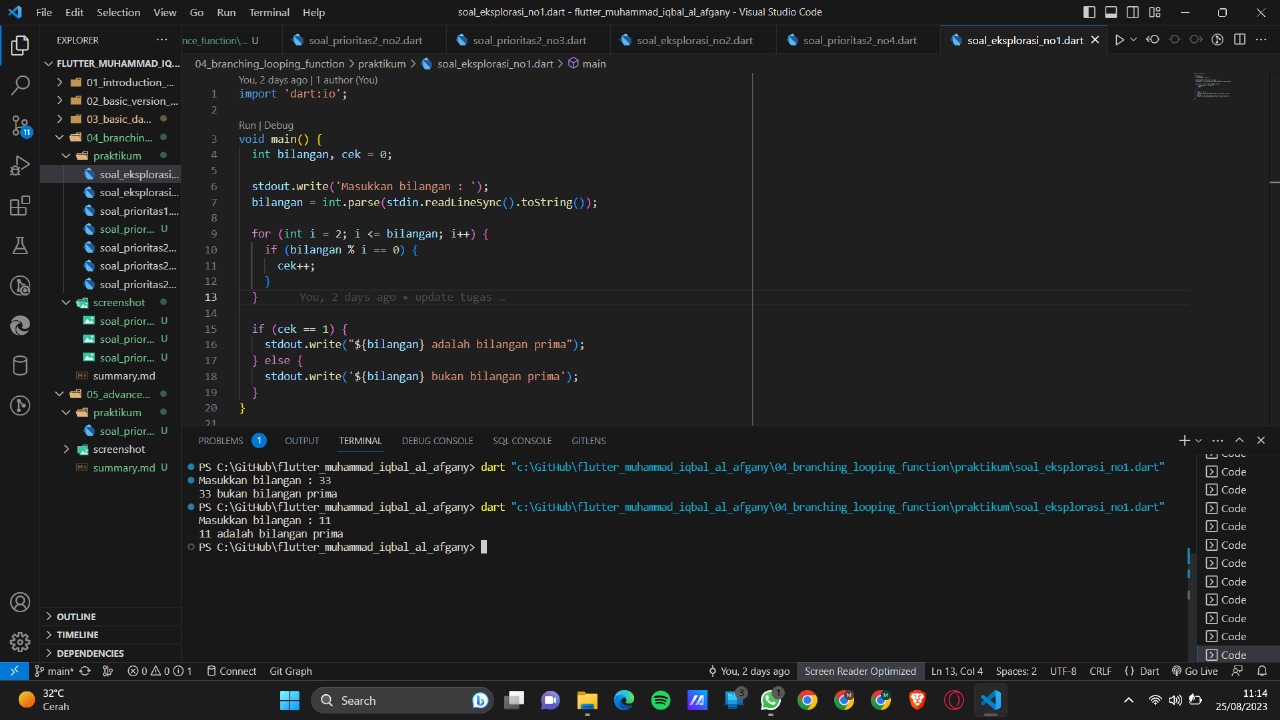 File Edit Selection View Go Run Terminal Help
soal_eksplorasi_no1.dart - flutter_muhammad_iqbal_al_afgany - Visual Studio Code
EXPLORER
nce_function\... U
soal_prioritas2_no2.dart
soal_prioritas2_no3.dart
soal_eksplorasi_no2.dart
soal_prioritas2_no4.dart
soal_eksplorasi_no1.dart
FLUTTER_MUHAMMAD_IQ...
01_introduction_...
02_basic_version_...
03_basic_da...
04_branchin...
praktikum
soal_eksplorasi...
soal_eksplorasi...
soal_prioritas1....
soal_prior... U
soal_prioritas2...
soal_prioritas2...
soal_prioritas2...
screenshot
soal_prior... U
soal_prior... U
soal_prior... U
summary.md
05_advance...
praktikum
soal_prior... U
screenshot
summary.md U
OUTLINE
TIMELINE
DEPENDENCIES
11
04_branching_looping_function > praktikum > soal_eksplorasi_no1.dart > main
You, 2 days ago | 1 author (You)
1 import 'dart:io';
2
Run | Debug
3 void main() {
4 int bilangan, cek = 0;
5
6 stdout.write('Masukkan bilangan : ');
7 bilangan = int.parse(stdin.readLineSync().toString());
8
9 for (int i = 2; i <= bilangan; i++) {
10 if (bilangan % i == 0) {
11 cek++;
12 }
13 } You, 2 days ago • update tugas …
14
15 if (cek == 1) {
16 stdout.write("${bilangan} adalah bilangan prima");
17 } else {
18 stdout.write('${bilangan} bukan bilangan prima');
19 }
20 }
21
PROBLEMS 1 OUTPUT TERMINAL DEBUG CONSOLE SQL CONSOLE GITLENS
PS C:\GitHub\flutter_muhammad_iqbal_al_afgany> dart "c:\GitHub\flutter_muhammad_iqbal_al_afgany\04_branching_looping_function\praktikum\soal_eksplorasi_no1.dart"
Masukkan bilangan : 33
33 bukan bilangan prima
PS C:\GitHub\flutter_muhammad_iqbal_al_afgany> dart "c:\GitHub\flutter_muhammad_iqbal_al_afgany\04_branching_looping_function\praktikum\soal_eksplorasi_no1.dart"
Masukkan bilangan : 11
11 adalah bilangan prima
PS C:\GitHub\flutter_muhammad_iqbal_al_afgany>
Code
Code
Code
Code
Code
Code
Code
Code
Code
Code
Code
Code
main* 0 0 1 Connect Git Graph
You, 2 days ago Screen Reader Optimized Ln 13, Col 4 Spaces: 2 UTF-8 CRLF { } Dart Go Live
32°C
Cerah
Search
3
1
11:14
25/08/2023